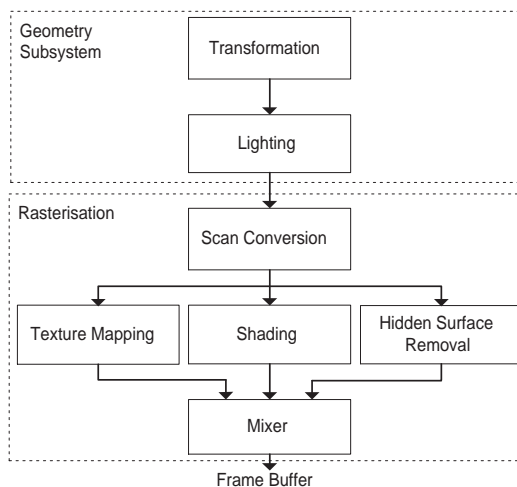 Geometry
Subsystem
Transformation
Lighting
Rasterisation
Scan Conversion
Texture Mapping
Shading
Hidden Surface
Removal
Mixer
Frame Buffer